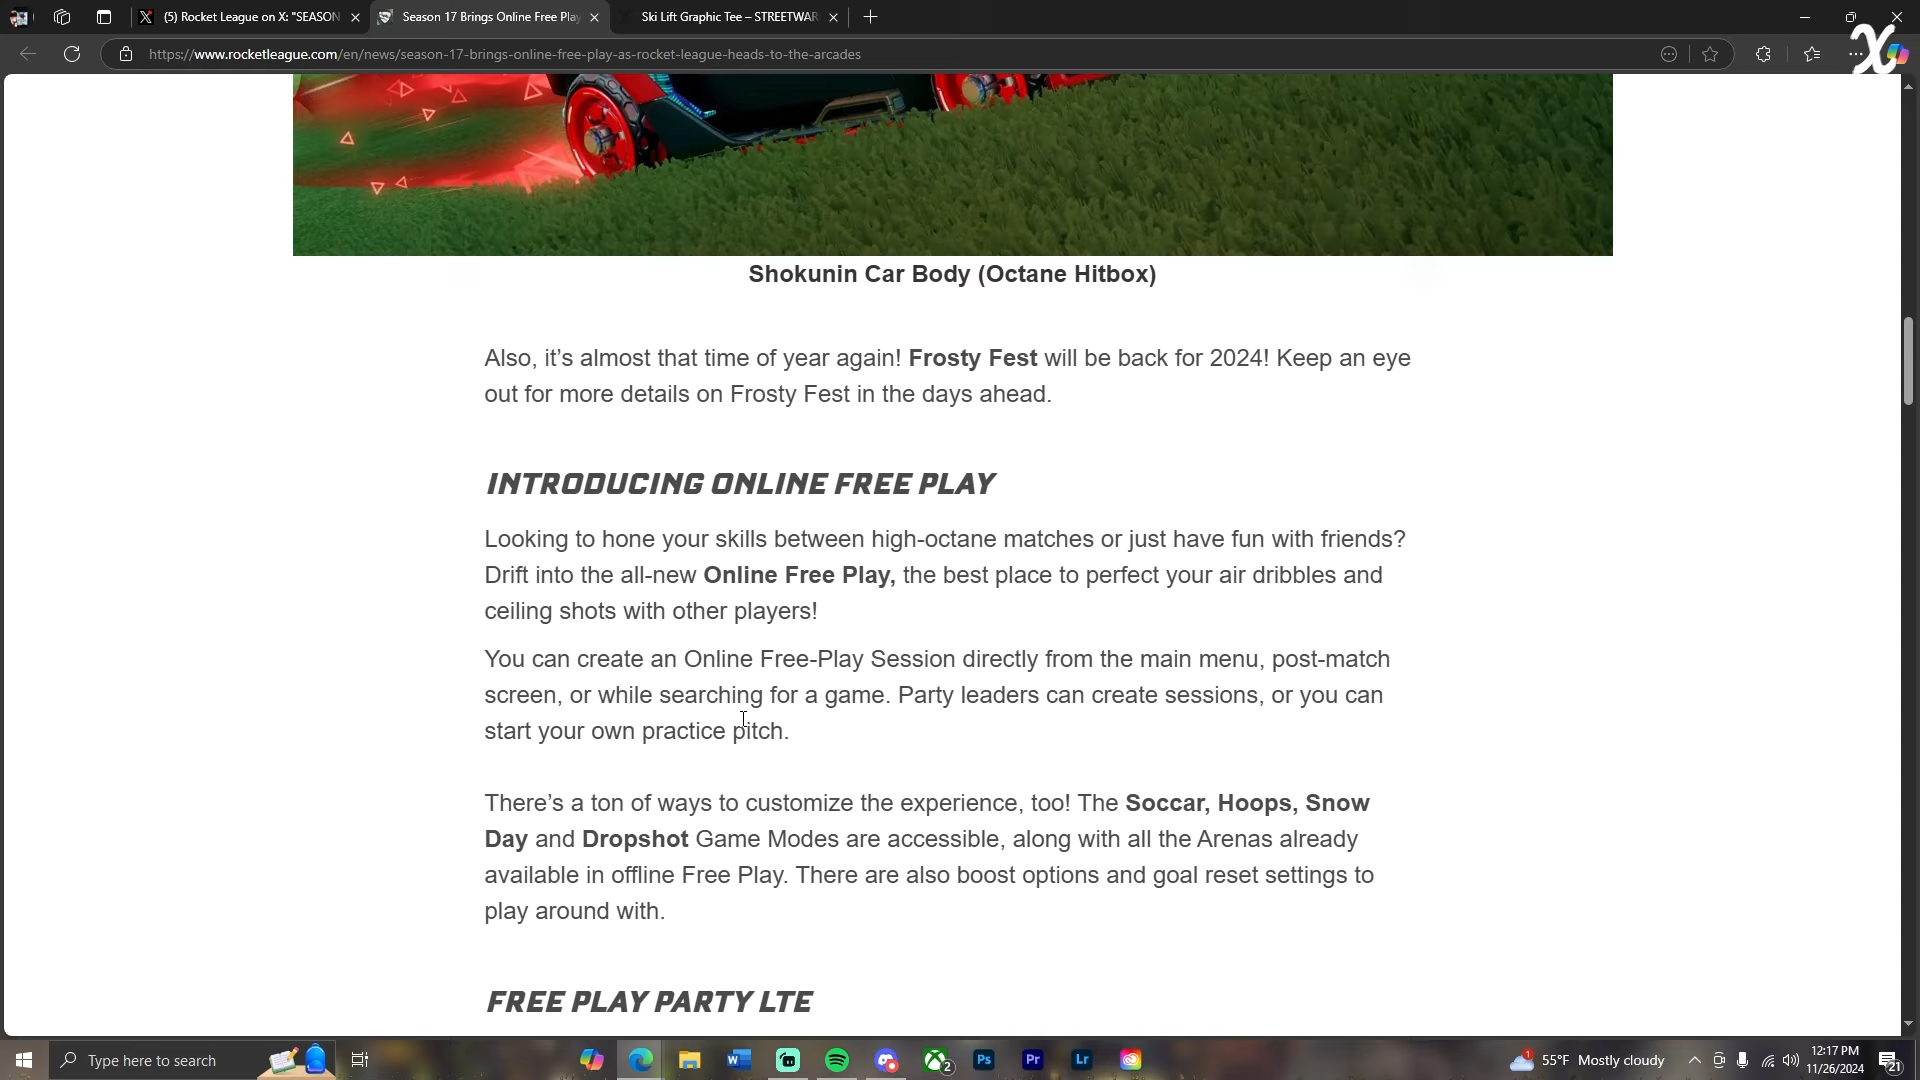 (5) Rocket League on X: "SEASON
Season 17 Brings Online Free Play
Ski Lift Graphic Tee – STREETWAR
https://www.rocketleague.com/en/news/season-17-brings-online-free-play-as-rocket-league-heads-to-the-arcades
X
Shokunin Car Body (Octane Hitbox)
Also, it’s almost that time of year again! Frosty Fest will be back for 2024! Keep an eye
out for more details on Frosty Fest in the days ahead.
INTRODUCING ONLINE FREE PLAY
Looking to hone your skills between high-octane matches or just have fun with friends?
Drift into the all-new Online Free Play, the best place to perfect your air dribbles and
ceiling shots with other players!
You can create an Online Free-Play Session directly from the main menu, post-match
screen, or while searching for a game. Party leaders can create sessions, or you can
start your own practice pitch.
There’s a ton of ways to customize the experience, too! The Soccar, Hoops, Snow
Day and Dropshot Game Modes are accessible, along with all the Arenas already
available in offline Free Play. There are also boost options and goal reset settings to
play around with.
FREE PLAY PARTY LTE
Type here to search
2
Ps
Pr
Lr
1
55°F Mostly cloudy
12:17 PM
11/26/2024
21